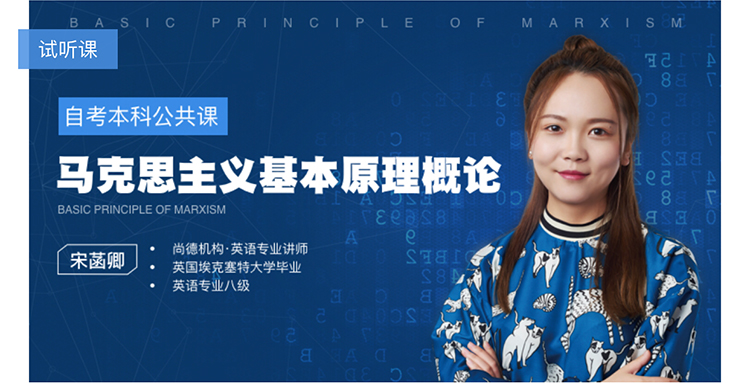 BASIC PRINCIPLE OF MARXISM
试听课
自考本科公共课
马克思主义基本原理概论
BASIC PRINCIPLE OF MARXISM
宋菡卿
尚德机构·英语专业讲师
英国埃克塞特大学毕业
英语专业八级